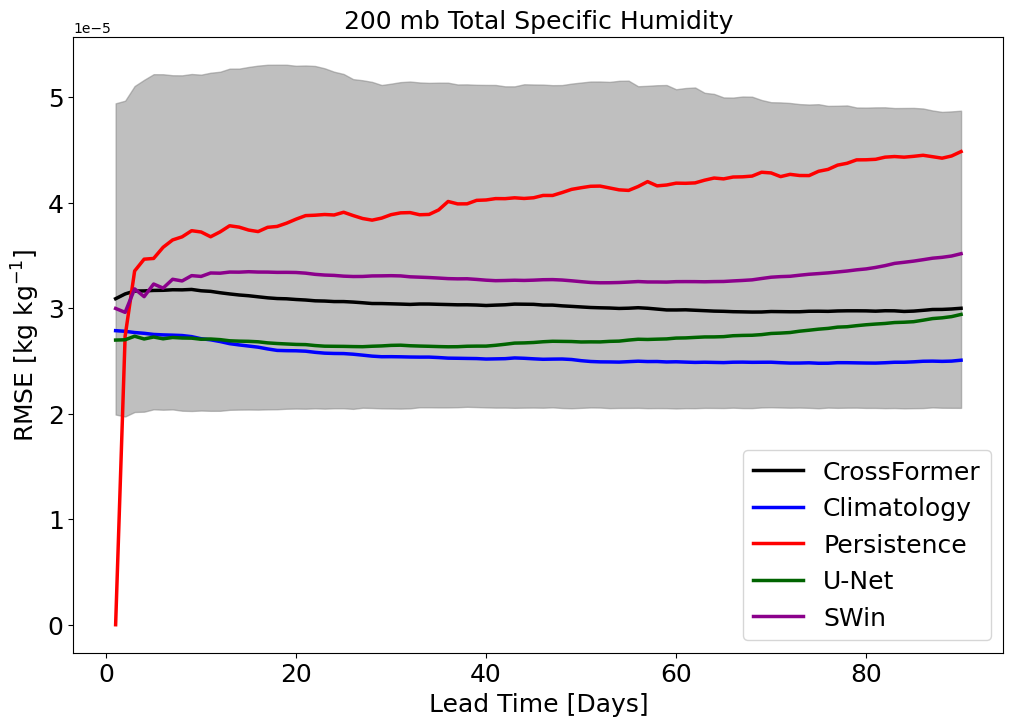 200 mb Total Specific Humidity
1e−5
RMSE [kg kg⁻¹]
5
4
3
2
1
0
0 20 40 60 80
Lead Time [Days]
CrossFormer
Climatology
Persistence
U-Net
SWin